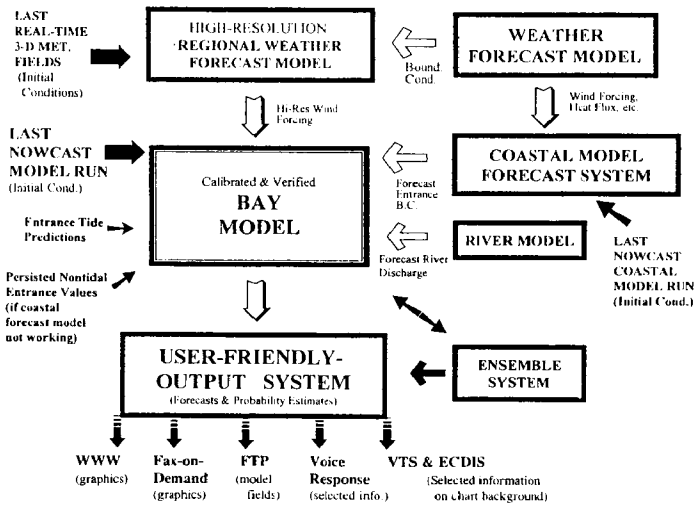 LAST
REAL-TIME
3-D MET.
FIELDS
(Initial
Conditions)
HIGH-RESOLUTION
REGIONAL WEATHER
FORECAST MODEL
Bound.
Cond.
WEATHER
FORECAST MODEL
Hi-Res Wind
Forcing
Wind Forcing,
Heat Flux, etc.
LAST
NOWCAST
MODEL RUN
(Initial Cond.)
Calibrated & Verified
BAY
MODEL
Forecast
Entrance
B.C.
COASTAL MODEL
FORECAST SYSTEM
Entrance Tide
Predictions
Forecast River
Discharge
RIVER MODEL
LAST
NOWCAST
COASTAL
MODEL RUN
(Initial Cond.)
Persisted Nontidal
Entrance Values
(if coastal
forecast model
not working)
USER-FRIENDLY-
OUTPUT SYSTEM
(Forecasts & Probability Estimates)
ENSEMBLE
SYSTEM
WWW
(graphics)
Fax-on-
Demand
(graphics)
FTP
(model
fields)
Voice
Response
(selected info.)
VTS & ECDIS
(Selected information
on chart background)